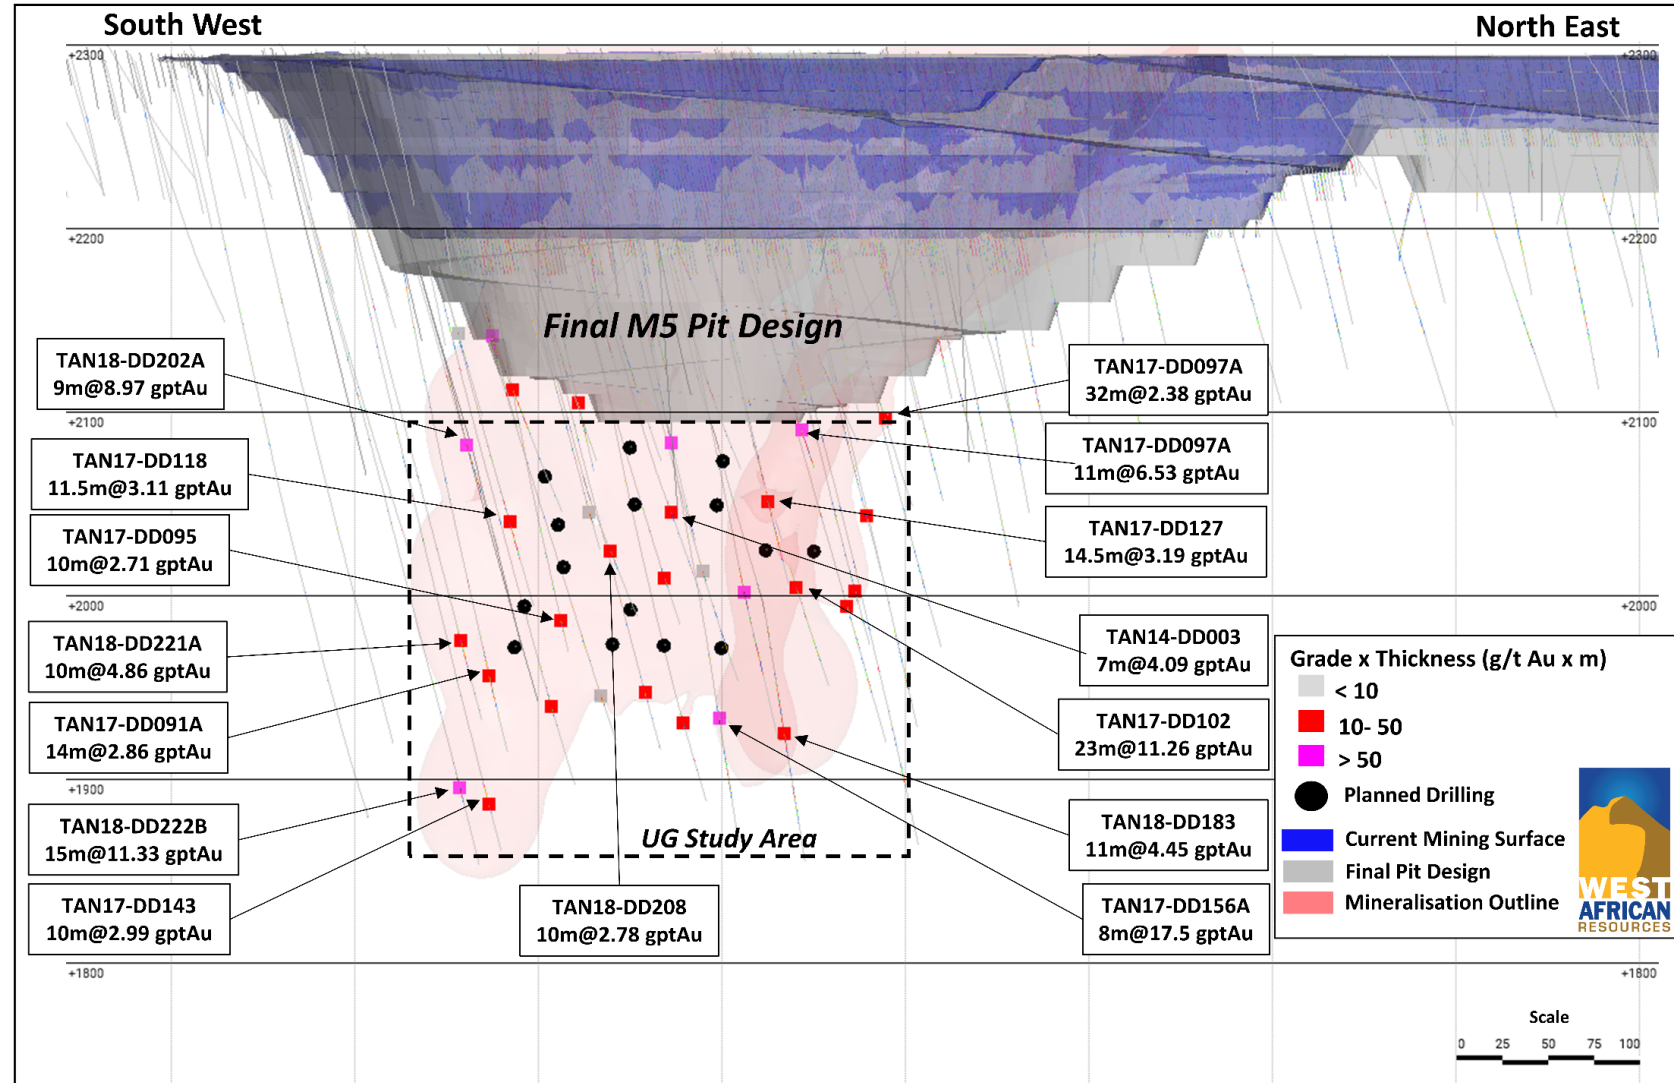 South West
North East
+2300
+2300
+2200
+2200
Final M5 Pit Design
TAN18-DD202A
9m@8.97 gptAu
TAN17-DD097A
32m@2.38 gptAu
+2100
+2100
TAN17-DD118
11.5m@3.11 gptAu
TAN17-DD097A
11m@6.53 gptAu
TAN17-DD095
10m@2.71 gptAu
TAN17-DD127
14.5m@3.19 gptAu
+2000
+2000
TAN18-DD221A
10m@4.86 gptAu
TAN14-DD003
7m@4.09 gptAu
TAN17-DD091A
14m@2.86 gptAu
TAN17-DD102
23m@11.26 gptAu
+1900
TAN18-DD222B
15m@11.33 gptAu
UG Study Area
TAN18-DD183
11m@4.45 gptAu
TAN17-DD143
10m@2.99 gptAu
TAN18-DD208
10m@2.78 gptAu
TAN17-DD156A
8m@17.5 gptAu
Grade x Thickness (g/t Au x m)
< 10
10- 50
> 50
Planned Drilling
Current Mining Surface
Final Pit Design
Mineralisation Outline
WEST
AFRICAN
RESOURCES
+1800
+1800
Scale
0 25 50 75 100